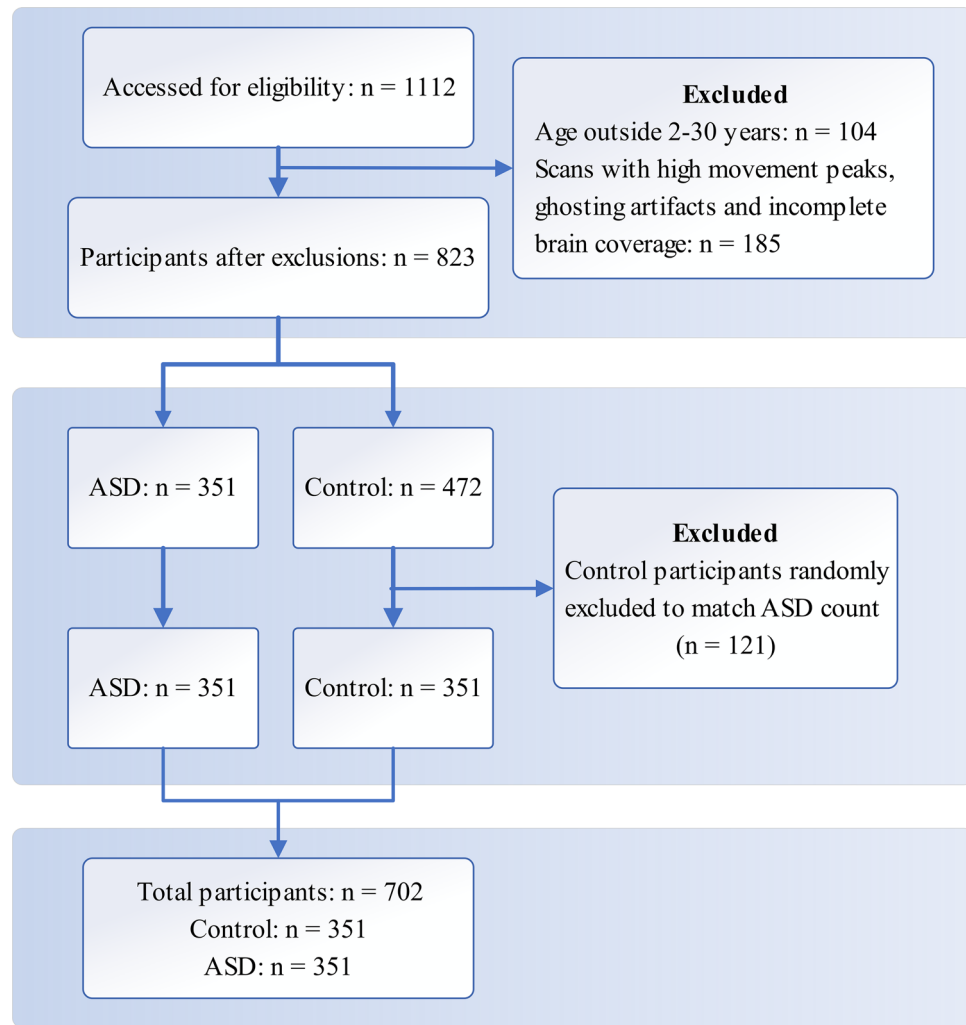 Accessed for eligibility: n = 1112
Excluded
Age outside 2-30 years: n = 104
Scans with high movement peaks,
ghosting artifacts and incomplete
brain coverage: n = 185
Participants after exclusions: n = 823
ASD: n = 351
Control: n = 472
Excluded
Control participants randomly
excluded to match ASD count
(n = 121)
ASD: n = 351
Control: n = 351
Total participants: n = 702
Control: n = 351
ASD: n = 351